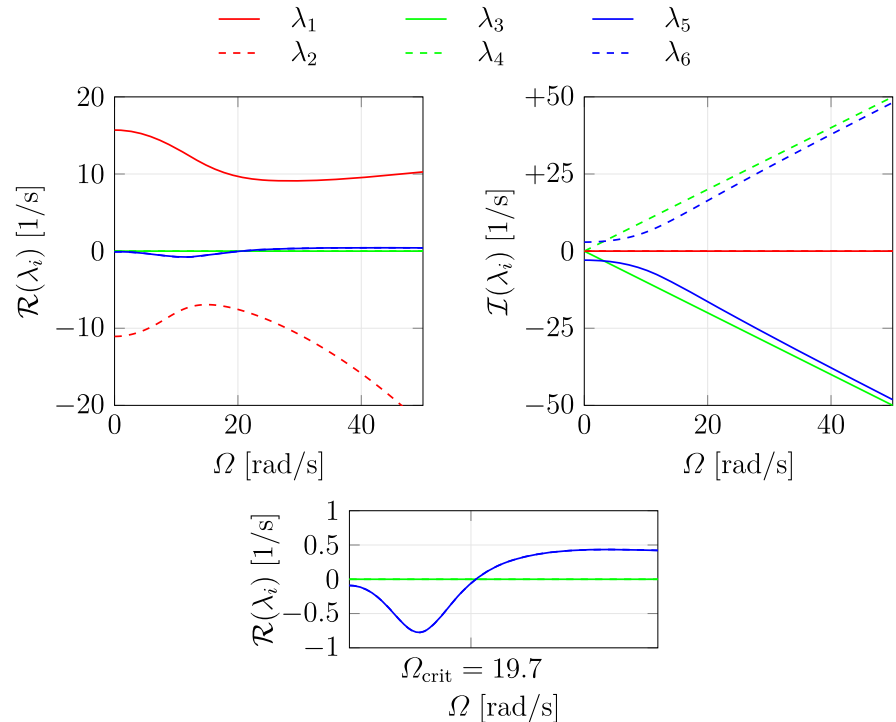 λ₁ λ₃ λ₅
λ₂ λ₄ λ₆
20
10
0
−10
−20
ℛ(λᵢ) [1/s]
0 20 40
Ω [rad/s]
+50
+25
0
−25
−50
ℐ(λᵢ) [1/s]
0 20 40
Ω [rad/s]
1
0.5
0
−0.5
−1
ℛ(λᵢ) [1/s]
Ω_crit = 19.7
Ω [rad/s]